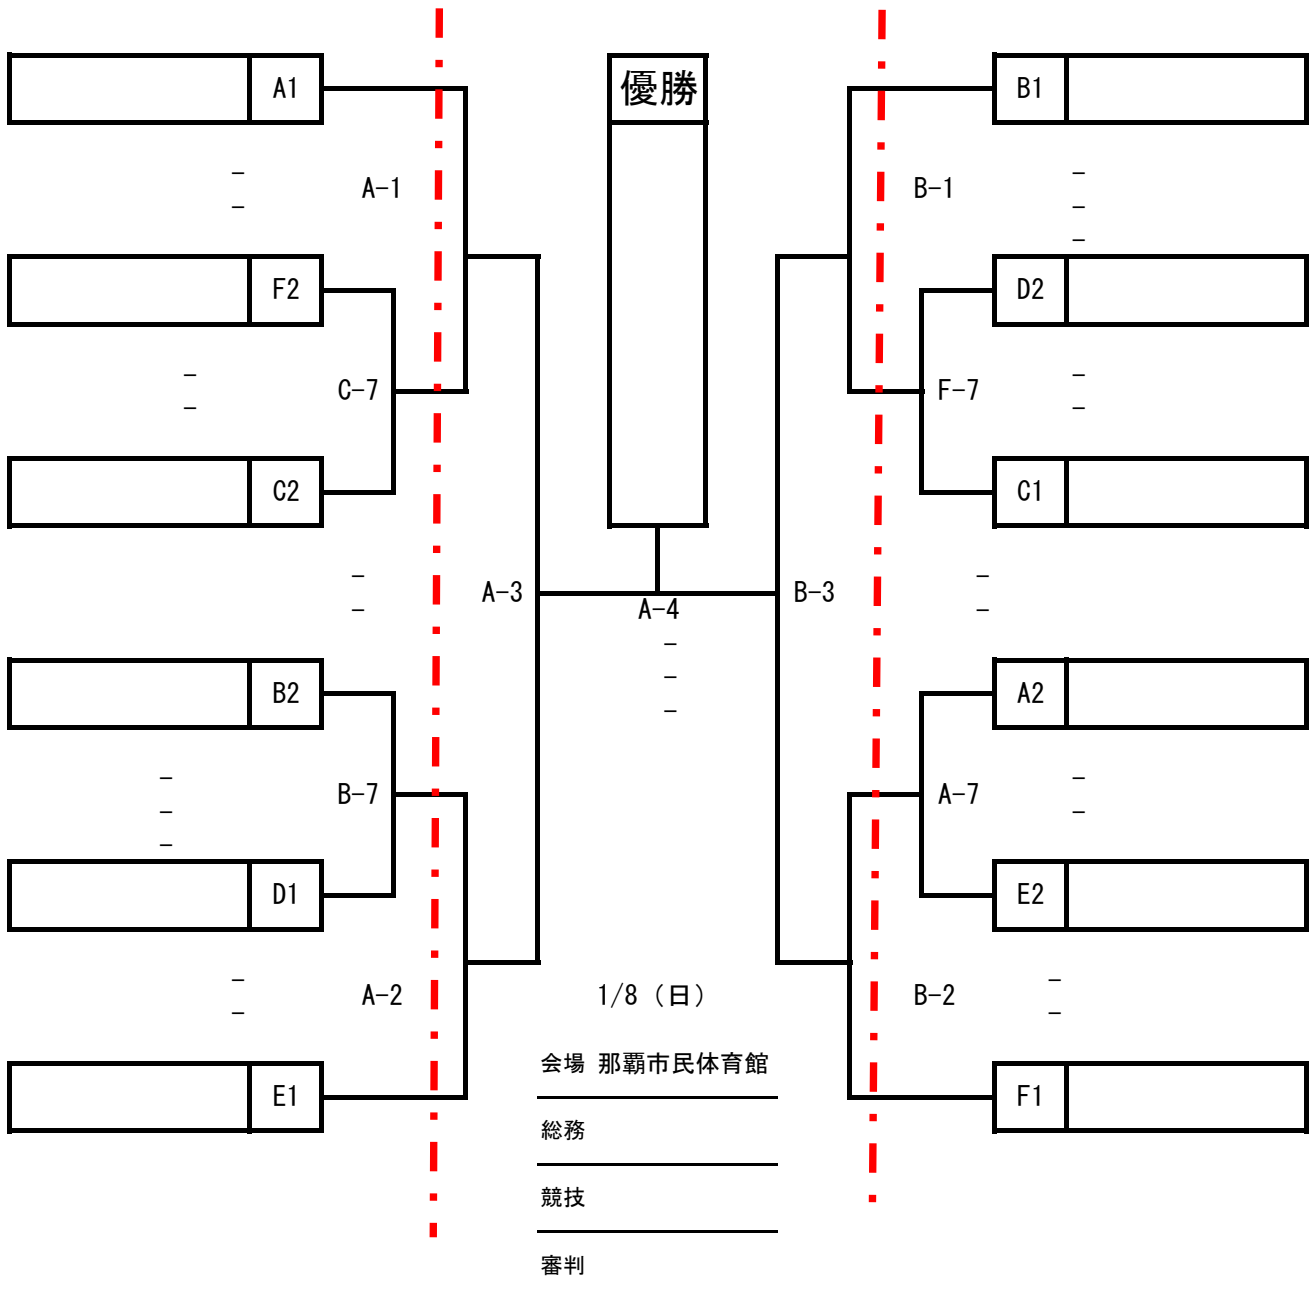 優勝
A1
B1
A-1
B-1
－
－
－
－
－
F2
D2
C-7
F-7
－
－
－
－
C2
C1
A-3
B-3
A-4
－
－
－
－
－
－
－
B2
A2
B-7
A-7
－
－
－
－
－
D1
E2
A-2
B-2
－
－
－
－
E1
F1
1/8（日）
会場 那覇市民体育館
総務
競技
審判